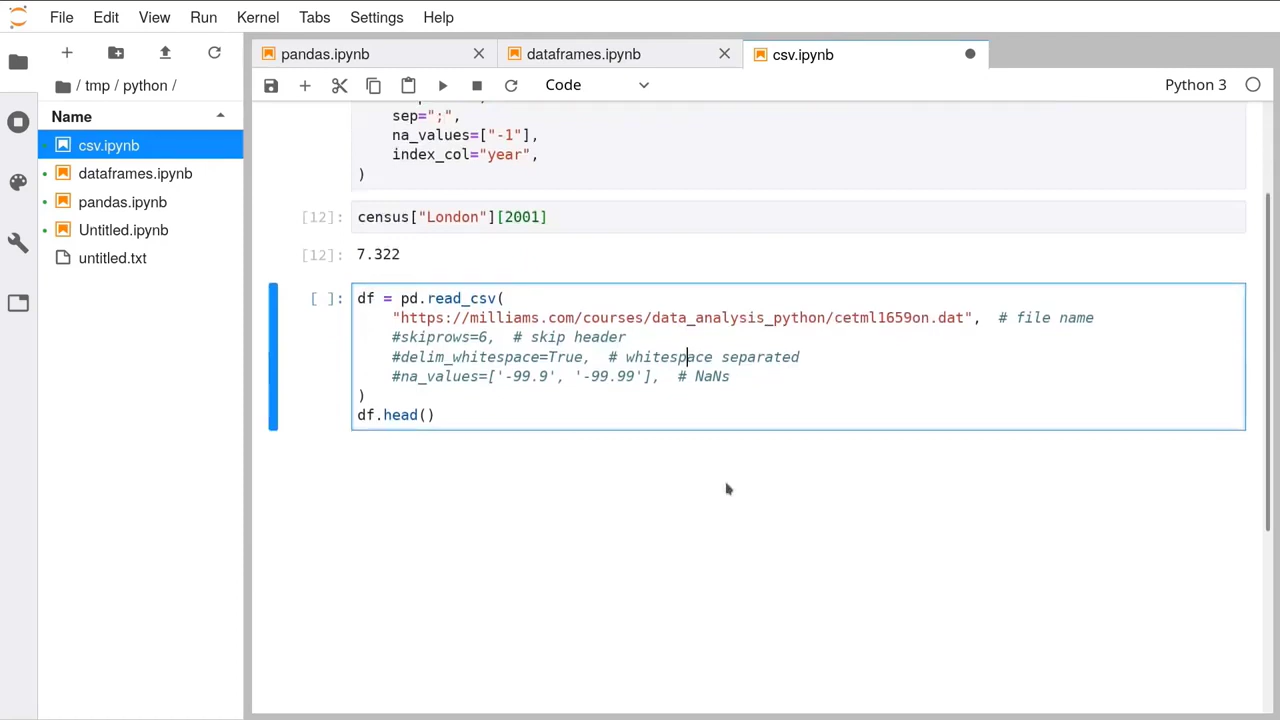 File Edit View Run Kernel Tabs Settings Help
pandas.ipynb
dataframes.ipynb
csv.ipynb
/ tmp / python /
Code
Python 3
Name
csv.ipynb
dataframes.ipynb
pandas.ipynb
Untitled.ipynb
untitled.txt
sep=";",
na_values=["-1"],
index_col="year",
)
[12]: census["London"][2001]
[12]: 7.322
[ ]: df = pd.read_csv(
"https://milliams.com/courses/data_analysis_python/cetml1659on.dat",  # file name
#skiprows=6,  # skip header
#delim_whitespace=True,  # whitespace separated
#na_values=['-99.9', '-99.99'],  # NaNs
)
df.head()